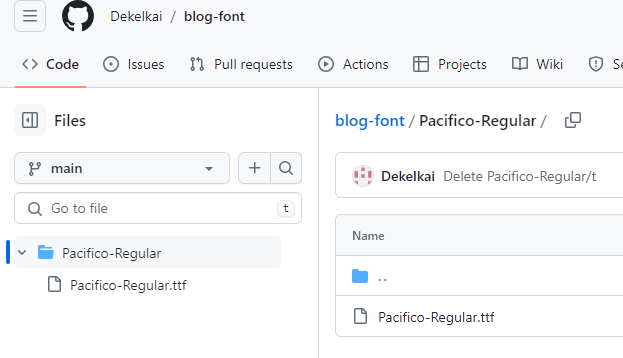 Dekelkai / blog-font
Code Issues Pull requests Actions Projects Wiki
Files
main
Go to file t
Pacifico-Regular
Pacifico-Regular.ttf
blog-font / Pacifico-Regular /
Dekelkai Delete Pacifico-Regular/t
Name
..
Pacifico-Regular.ttf